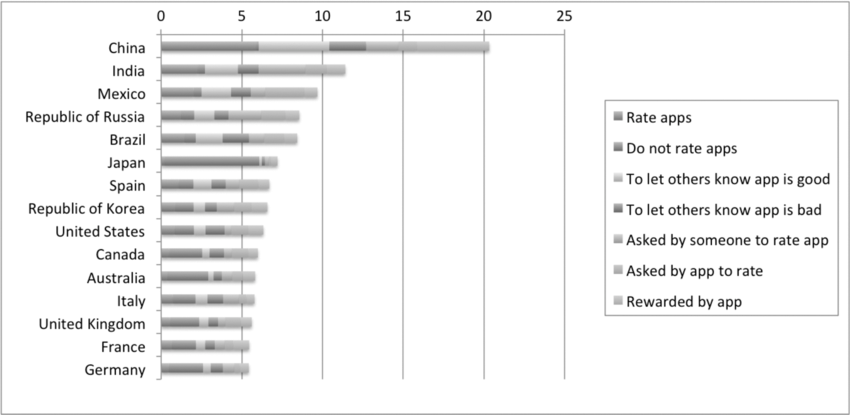 0 5 10 15 20 25
China
India
Mexico
Republic of Russia
Brazil
Japan
Spain
Republic of Korea
United States
Canada
Australia
Italy
United Kingdom
France
Germany
Rate apps
Do not rate apps
To let others know app is good
To let others know app is bad
Asked by someone to rate app
Asked by app to rate
Rewarded by app